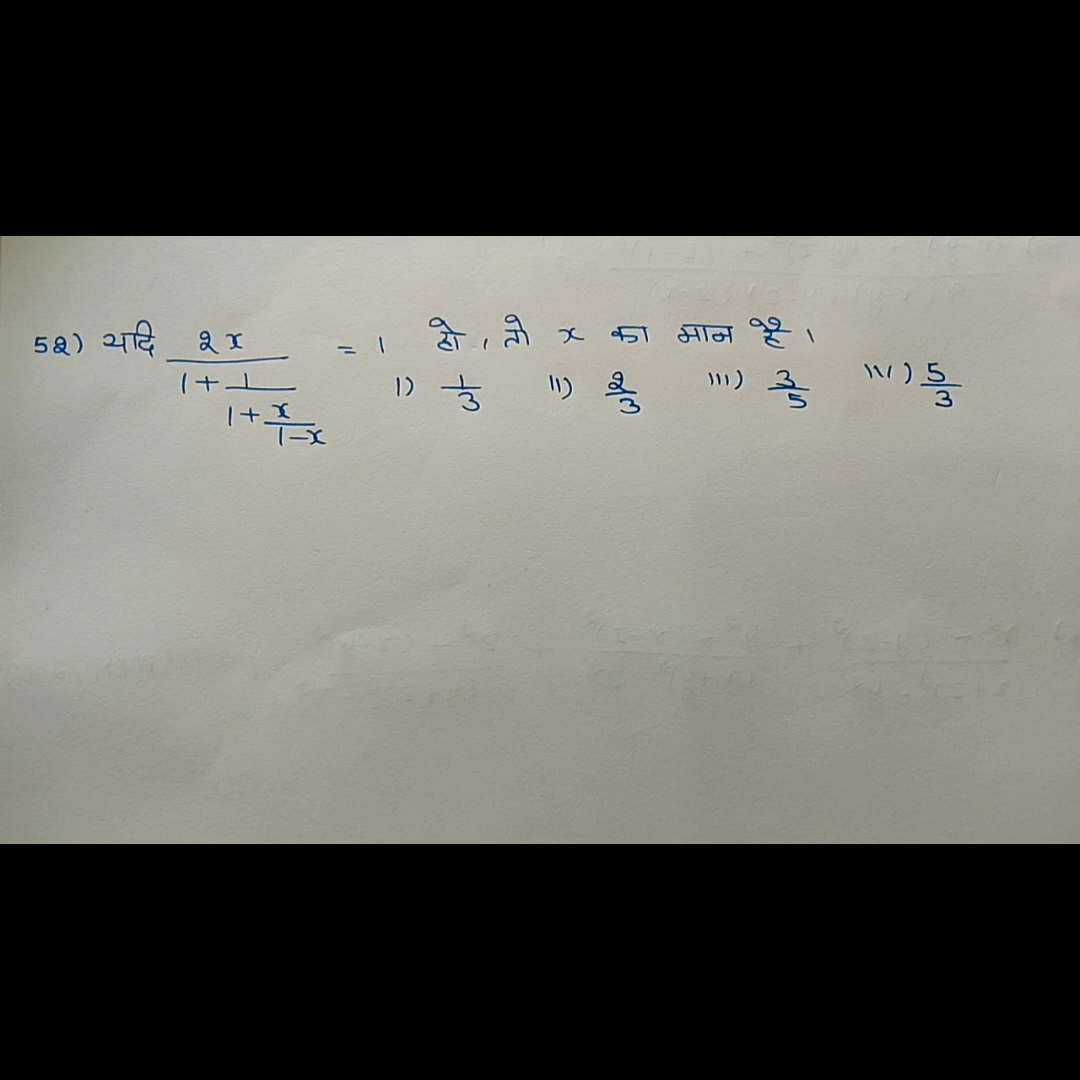 52) यदि 2x = 1 हो, तो x का मान है।
1 + 1 I) 1/3 II) 2/3 III) 3/5 IV) 5/3
1 + x
1-x